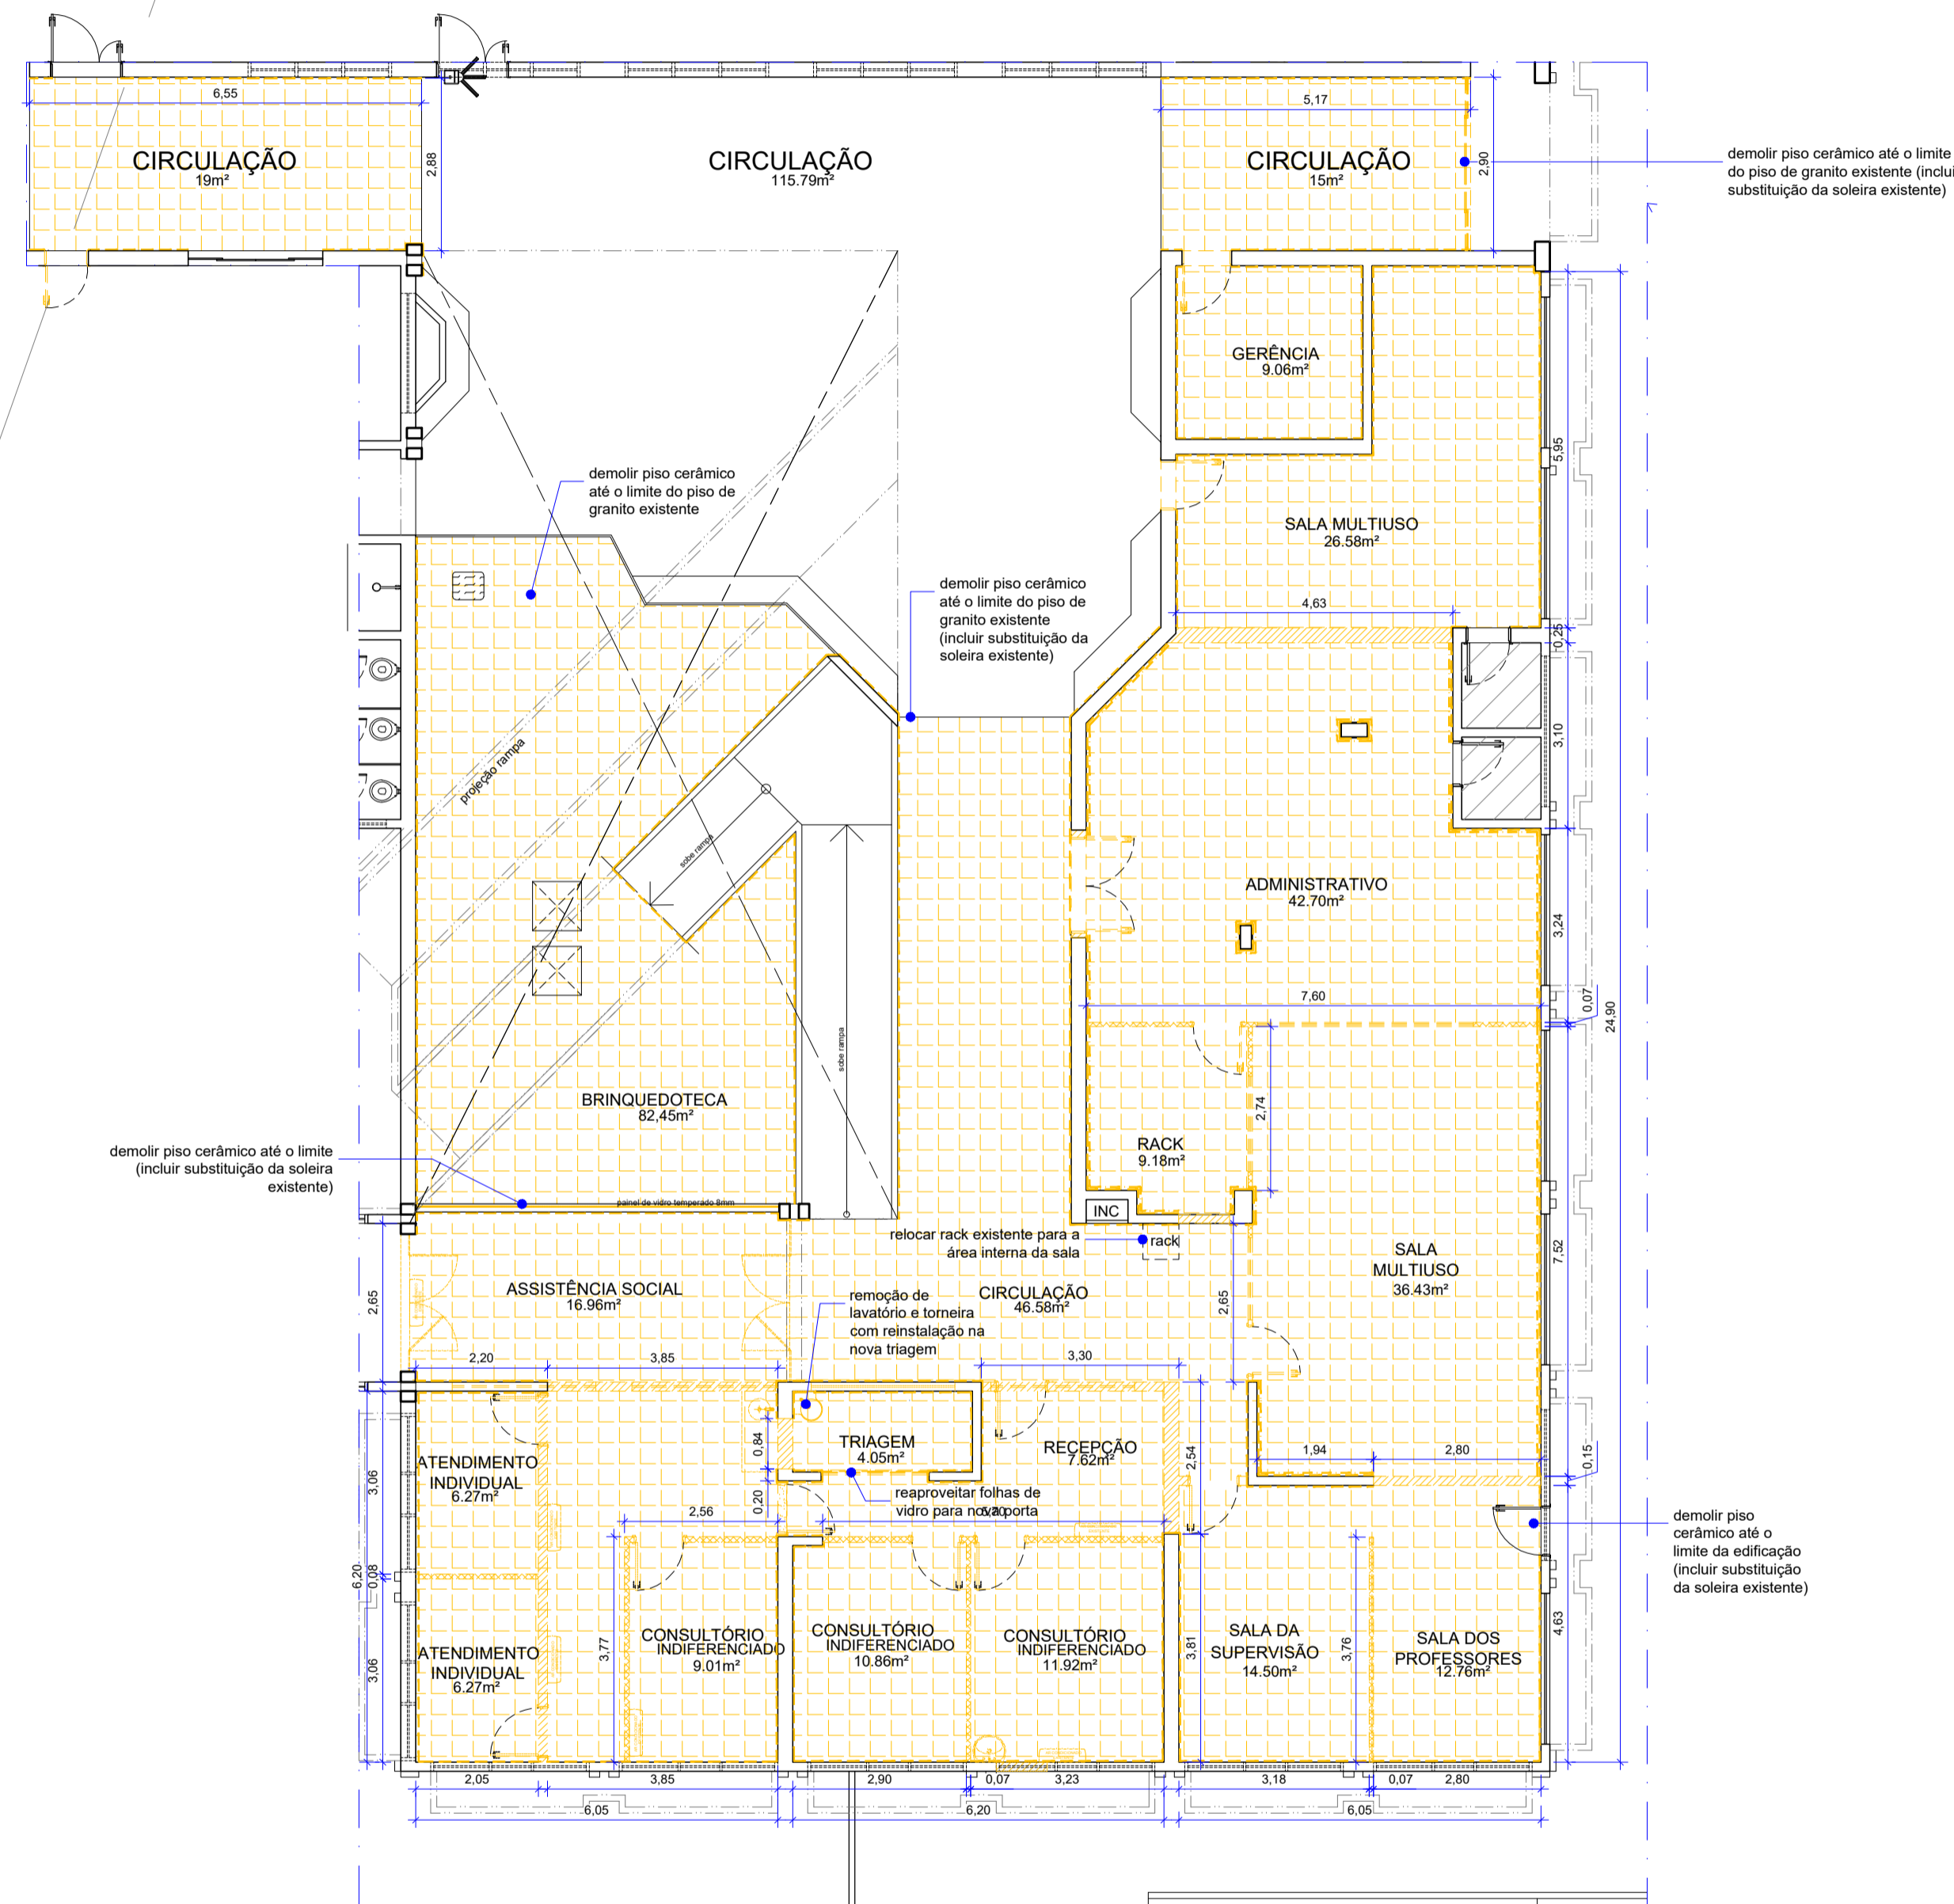 6,55
5,17
CIRCULAÇÃO
19m²
2,88
CIRCULAÇÃO
115.79m²
CIRCULAÇÃO
15m²
2,90
demolir piso cerâmico até o limite
do piso de granito existente (inclui
substituição da soleira existente)
GERÊNCIA
9.06m²
5,95
demolir piso cerâmico
até o limite do piso de
granito existente
SALA MULTIUSO
26.58m²
demolir piso cerâmico
até o limite do piso de
granito existente
(incluir substituição da
soleira existente)
4,63
0,25
3,10
projeção rampa
sobe rampa
ADMINISTRATIVO
42.70m²
3,24
7,60
0,07
24,90
sobe rampa
BRINQUEDOTECA
82,45m²
2,74
RACK
9.18m²
demolir piso cerâmico até o limite
(incluir substituição da soleira
existente)
painel de vidro temperado 8mm
INC
relocar rack existente para a
área interna da sala
rack
SALA
MULTIUSO
36.43m²
7,52
2,65
ASSISTÊNCIA SOCIAL
16.96m²
CIRCULAÇÃO
46.58m²
2,65
remoção de
lavatório e torneira
com reinstalação na
nova triagem
2,20
3,85
3,30
0,84
TRIAGEM
4.05m²
RECEPÇÃO
7.62m²
2,54
1,94
2,80
0,15
ATENDIMENTO
INDIVIDUAL
6.27m²
3,06
0,20
reaproveitar folhas de
vidro para nova porta
2,56
demolir piso
cerâmico até o
limite da edificação
(incluir substituição
da soleira existente)
6,20
0,08
3,06
ATENDIMENTO
INDIVIDUAL
6.27m²
3,77
CONSULTÓRIO
INDIFERENCIADO
9.01m²
CONSULTÓRIO
INDIFERENCIADO
10.86m²
CONSULTÓRIO
INDIFERENCIADO
11.92m²
3,81
SALA DA
SUPERVISÃO
14.50m²
3,76
SALA DOS
PROFESSORES
12.76m²
4,63
2,05
3,85
2,90
0,07
3,23
3,18
0,07
2,80
6,05
6,20
6,05